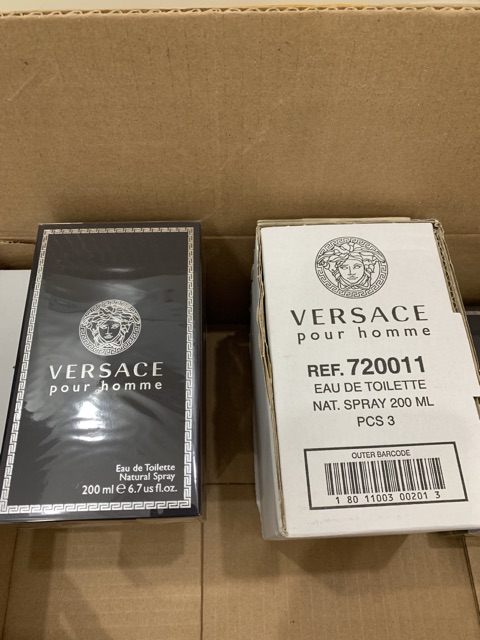 VERSACE
pour homme
Eau de Toilette
Natural Spray
200 ml ℮ 6.7 us fl.oz.
VERSACE
pour homme
REF. 720011
EAU DE TOILETTE
NAT. SPRAY 200 ML
PCS 3
OUTER BARCODE
1 80 11003 00201 3